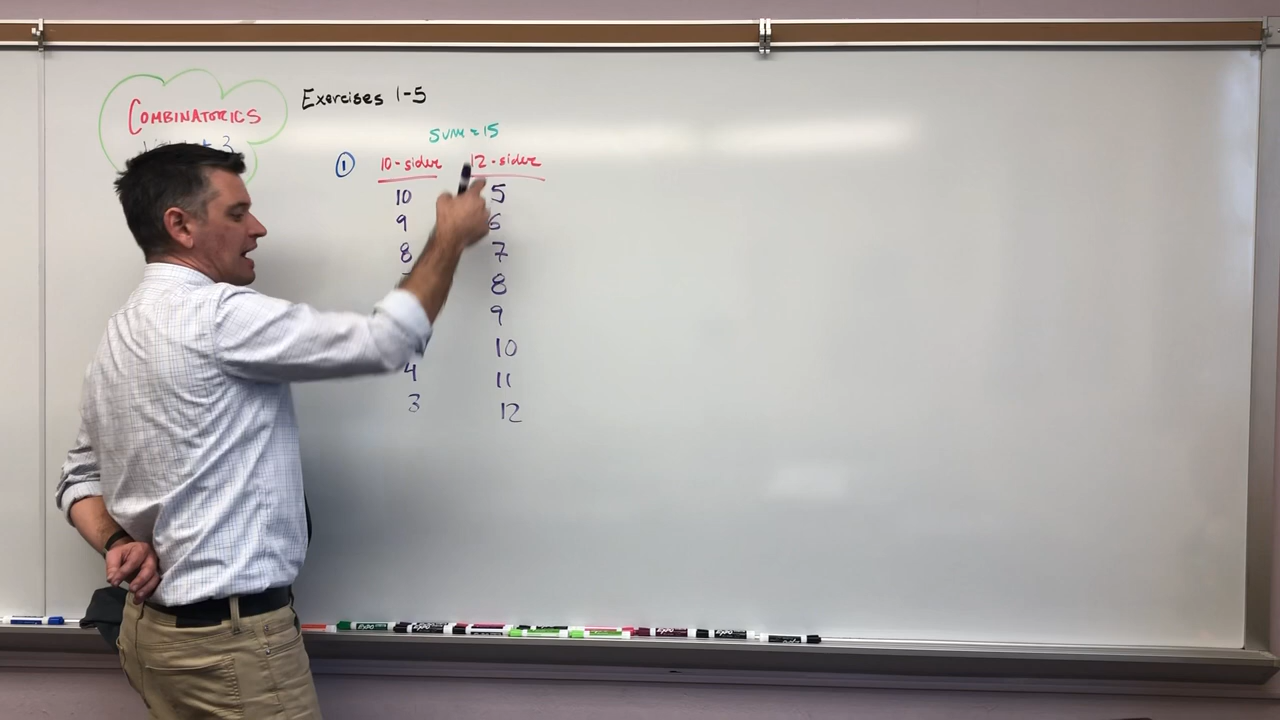 COMBINATORICS
3
Exercises 1-5
SUM = 15
① 10-sider 12-sider
10 5
9 6
8 7
8
9
10
4 11
3 12